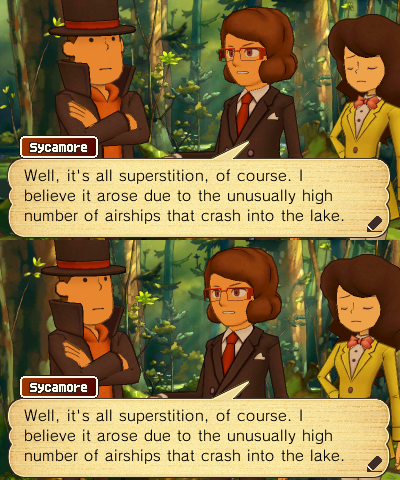 Sycamore
Well, it's all superstition, of course. I
believe it arose due to the unusually high
number of airships that crash into the lake.
Sycamore
Well, it's all superstition, of course. I
believe it arose due to the unusually high
number of airships that crash into the lake.